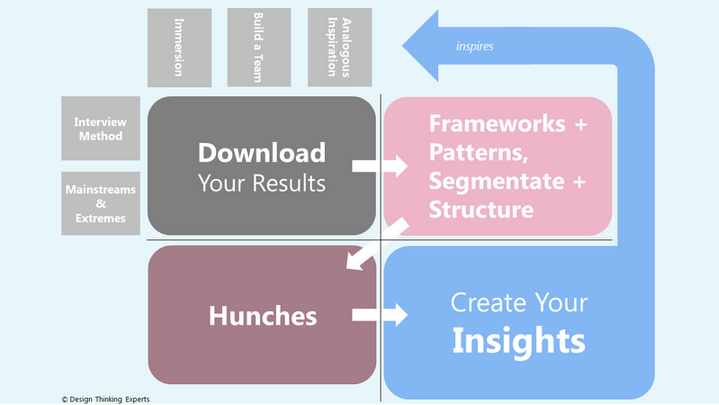 Immersion
Build a Team
Analogous
Inspiration
inspires
Interview
Method
Mainstreams
&
Extremes
Download
Your Results
Frameworks +
Patterns,
Segmentate +
Structure
Hunches
Create Your
Insights
© Design Thinking Experts